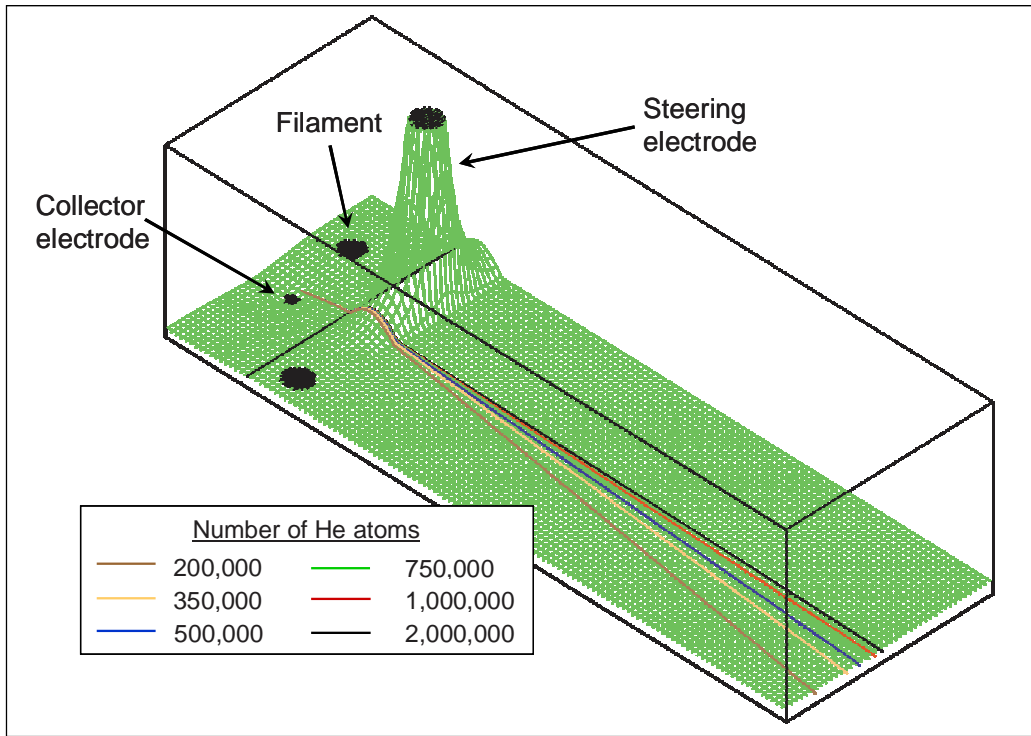 Steering
electrode
Filament
Collector
electrode
Number of He atoms
200,000 750,000
350,000 1,000,000
500,000 2,000,000